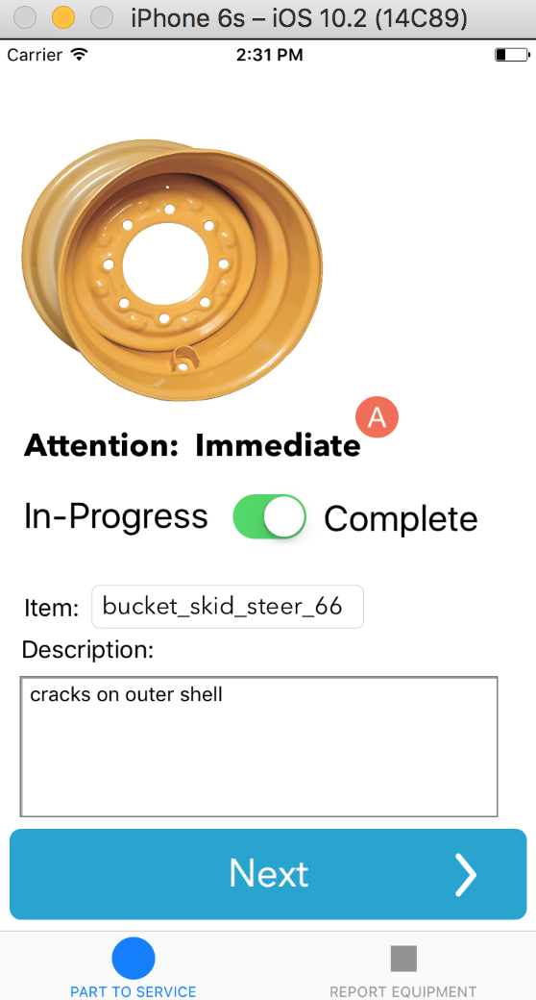 iPhone 6s – iOS 10.2 (14C89)
Carrier 2:31 PM
A
Attention: Immediate
In-Progress Complete
Item: bucket_skid_steer_66
Description:
cracks on outer shell
Next
PART TO SERVICE REPORT EQUIPMENT